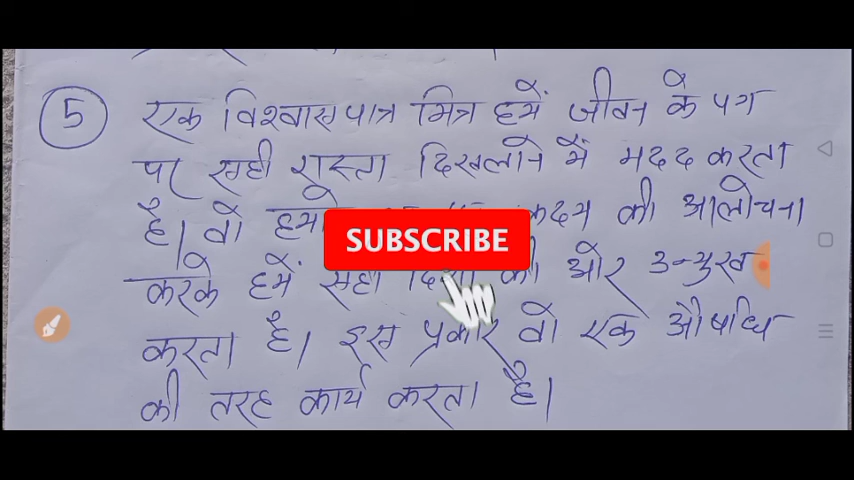 5 एक विश्वास पात्र मित्र हमें जीवन के पग
पर सही रास्ता दिखलाने में मदद करता
है। वो हमारे कदम की आलोचना
SUBSCRIBE
करके हमें सही दिशा की ओर उन्मुख
करता है। इस प्रकार वो एक औषधि
की तरह कार्य करता है।